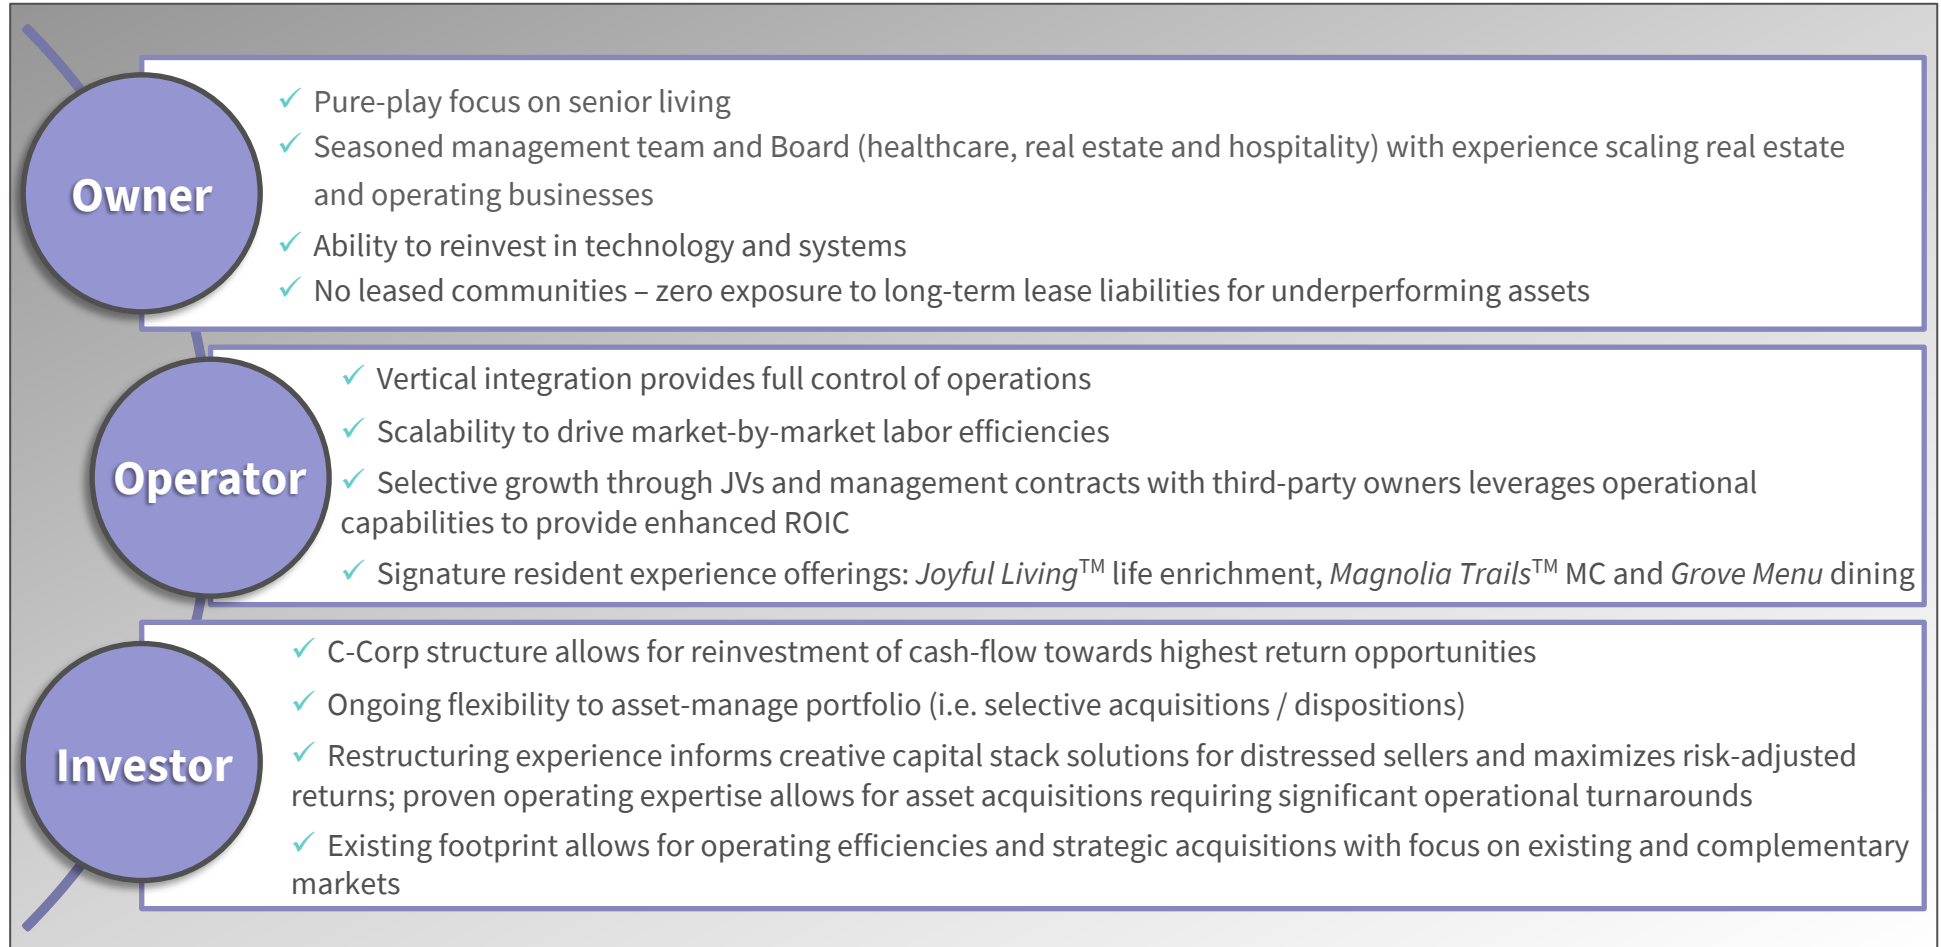 Owner
✓ Pure-play focus on senior living
✓ Seasoned management team and Board (healthcare, real estate and hospitality) with experience scaling real estate
and operating businesses
✓ Ability to reinvest in technology and systems
✓ No leased communities – zero exposure to long-term lease liabilities for underperforming assets
Operator
✓ Vertical integration provides full control of operations
✓ Scalability to drive market-by-market labor efficiencies
✓ Selective growth through JVs and management contracts with third-party owners leverages operational
capabilities to provide enhanced ROIC
✓ Signature resident experience offerings: Joyful Living™ life enrichment, Magnolia Trails™ MC and Grove Menu dining
Investor
✓ C-Corp structure allows for reinvestment of cash-flow towards highest return opportunities
✓ Ongoing flexibility to asset-manage portfolio (i.e. selective acquisitions / dispositions)
✓ Restructuring experience informs creative capital stack solutions for distressed sellers and maximizes risk-adjusted
returns; proven operating expertise allows for asset acquisitions requiring significant operational turnarounds
✓ Existing footprint allows for operating efficiencies and strategic acquisitions with focus on existing and complementary
markets